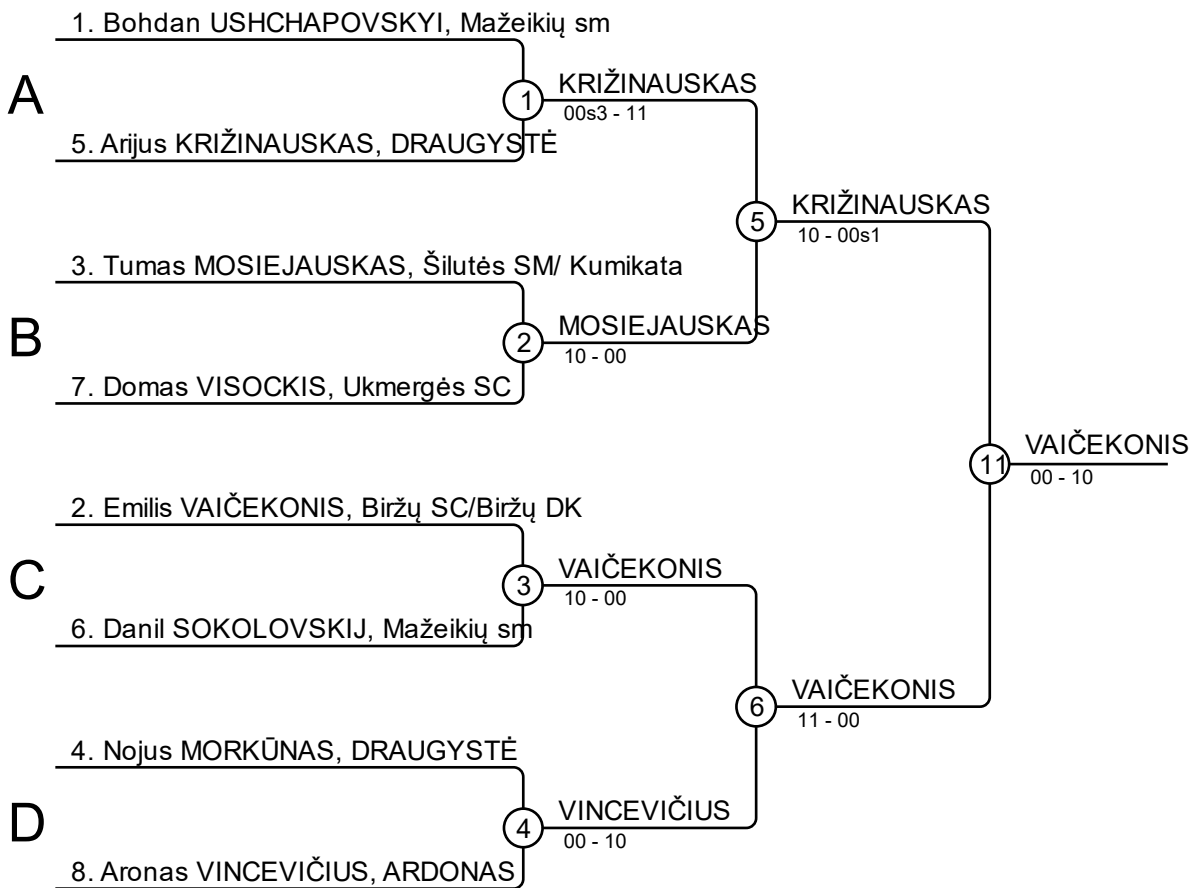 1. Bohdan USHCHAPOVSKYI, Mažeikių sm
A
1
KRIŽINAUSKAS
00s3 - 11
5. Arijus KRIŽINAUSKAS, DRAUGYSTĖ
5
KRIŽINAUSKAS
10 - 00s1
3. Tumas MOSIEJAUSKAS, Šilutės SM/ Kumikata
B
2
MOSIEJAUSKAS
10 - 00
7. Domas VISOCKIS, Ukmergės SC
11
VAIČEKONIS
00 - 10
2. Emilis VAIČEKONIS, Biržų SC/Biržų DK
C
3
VAIČEKONIS
10 - 00
6. Danil SOKOLOVSKIJ, Mažeikių sm
6
VAIČEKONIS
11 - 00
4. Nojus MORKŪNAS, DRAUGYSTĖ
D
4
VINCEVIČIUS
00 - 10
8. Aronas VINCEVIČIUS, ARDONAS